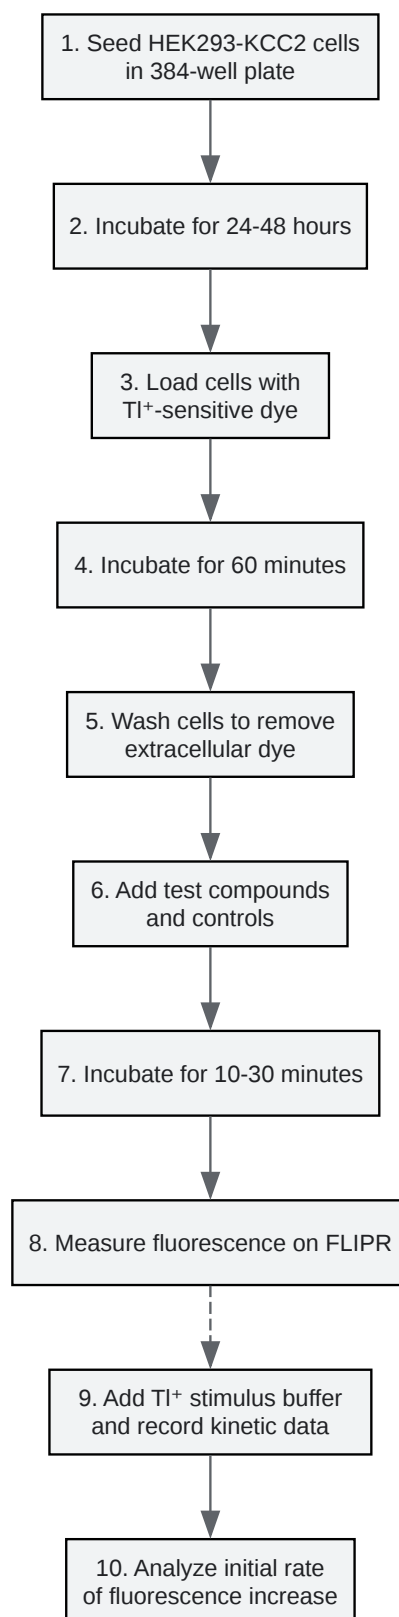 1. Seed HEK293-KCC2 cells
in 384-well plate
2. Incubate for 24-48 hours
3. Load cells with
Tl⁺-sensitive dye
4. Incubate for 60 minutes
5. Wash cells to remove
extracellular dye
6. Add test compounds
and controls
7. Incubate for 10-30 minutes
8. Measure fluorescence on FLIPR
9. Add Tl⁺ stimulus buffer
and record kinetic data
10. Analyze initial rate
of fluorescence increase